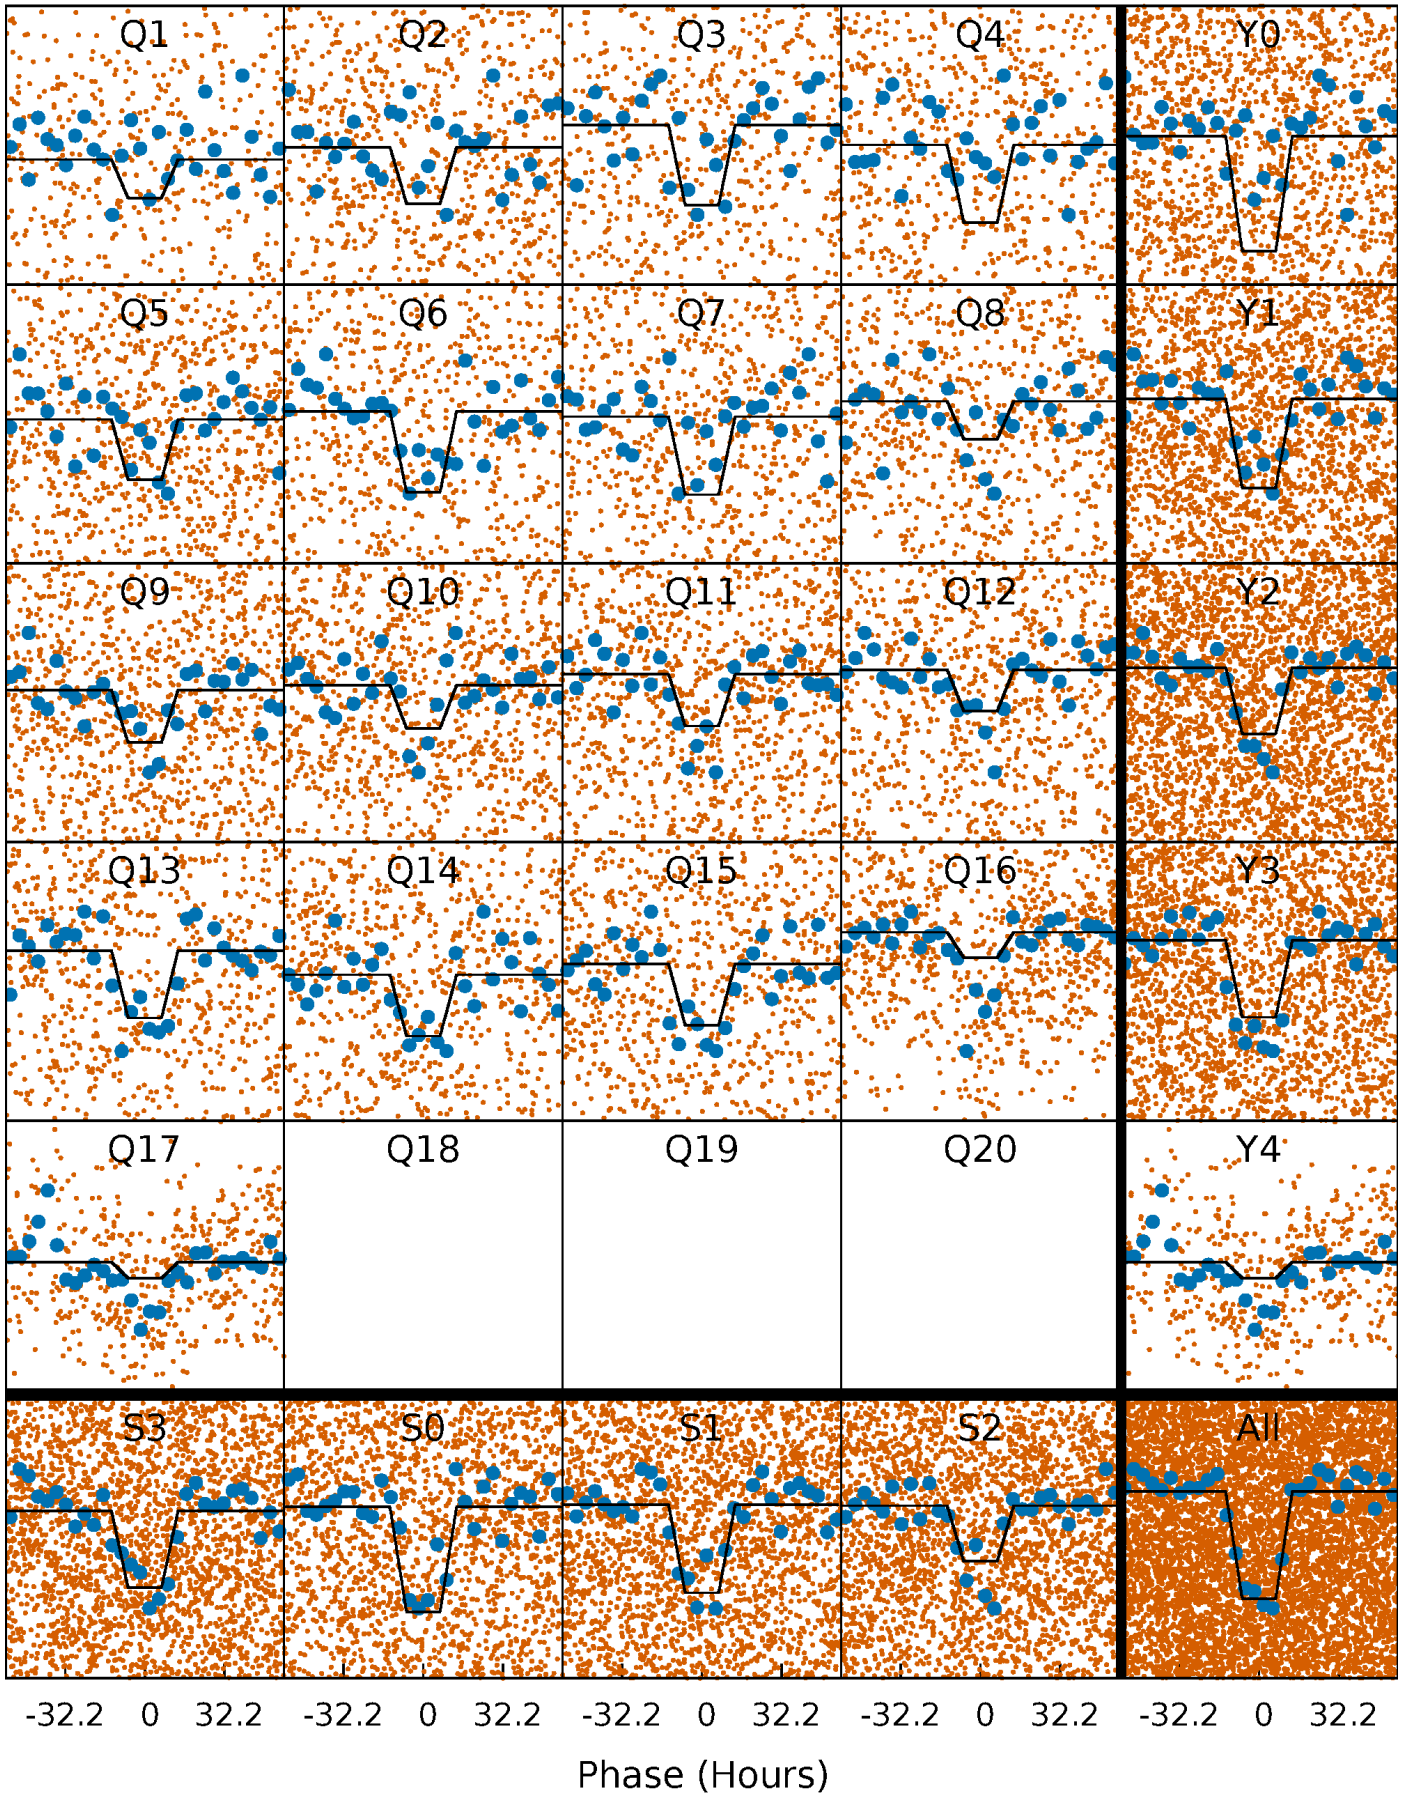 Q1 Q2 Q3 Q4 Y0
Q5 Q6 Q7 Q8 Y1
Q9 Q10 Q11 Q12 Y2
Q13 Q14 Q15 Q16 Y3
Q17 Q18 Q19 Q20 Y4
S3 S0 S1 S2 All
-32.2 0 32.2 -32.2 0 32.2 -32.2 0 32.2 -32.2 0 32.2 -32.2 0 32.2
Phase (Hours)